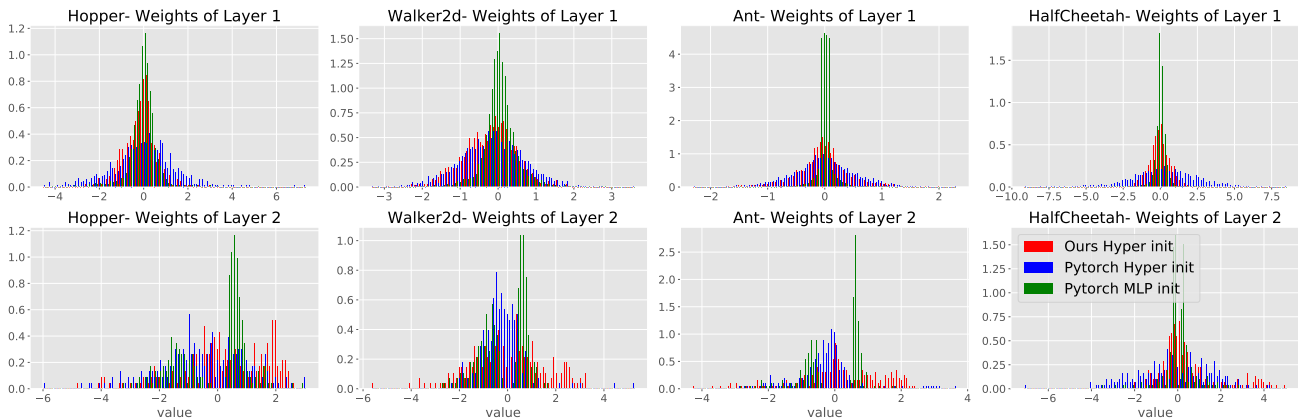 Hopper- Weights of Layer 1
1.2
1.0
0.8
0.6
0.4
0.2
0.0
−4 −2 0 2 4 6
Walker2d- Weights of Layer 1
1.50
1.25
1.00
0.75
0.50
0.25
0.00
−3 −2 −1 0 1 2 3
Ant- Weights of Layer 1
4
3
2
1
0
−2 −1 0 1 2
HalfCheetah- Weights of Layer 1
1.5
1.0
0.5
0.0
−10.0 −7.5 −5.0 −2.5 0.0 2.5 5.0 7.5
Hopper- Weights of Layer 2
1.2
1.0
0.8
0.6
0.4
0.2
0.0
−6 −4 −2 0 2
value
Walker2d- Weights of Layer 2
1.0
0.8
0.6
0.4
0.2
0.0
−6 −4 −2 0 2 4
value
Ant- Weights of Layer 2
2.5
2.0
1.5
1.0
0.5
0.0
−4 −2 0 2 4
value
HalfCheetah- Weights of Layer 2
1.50
1.25
1.00
0.75
0.50
0.25
0.00
−6 −4 −2 0 2 4
value
Ours Hyper init
Pytorch Hyper init
Pytorch MLP init